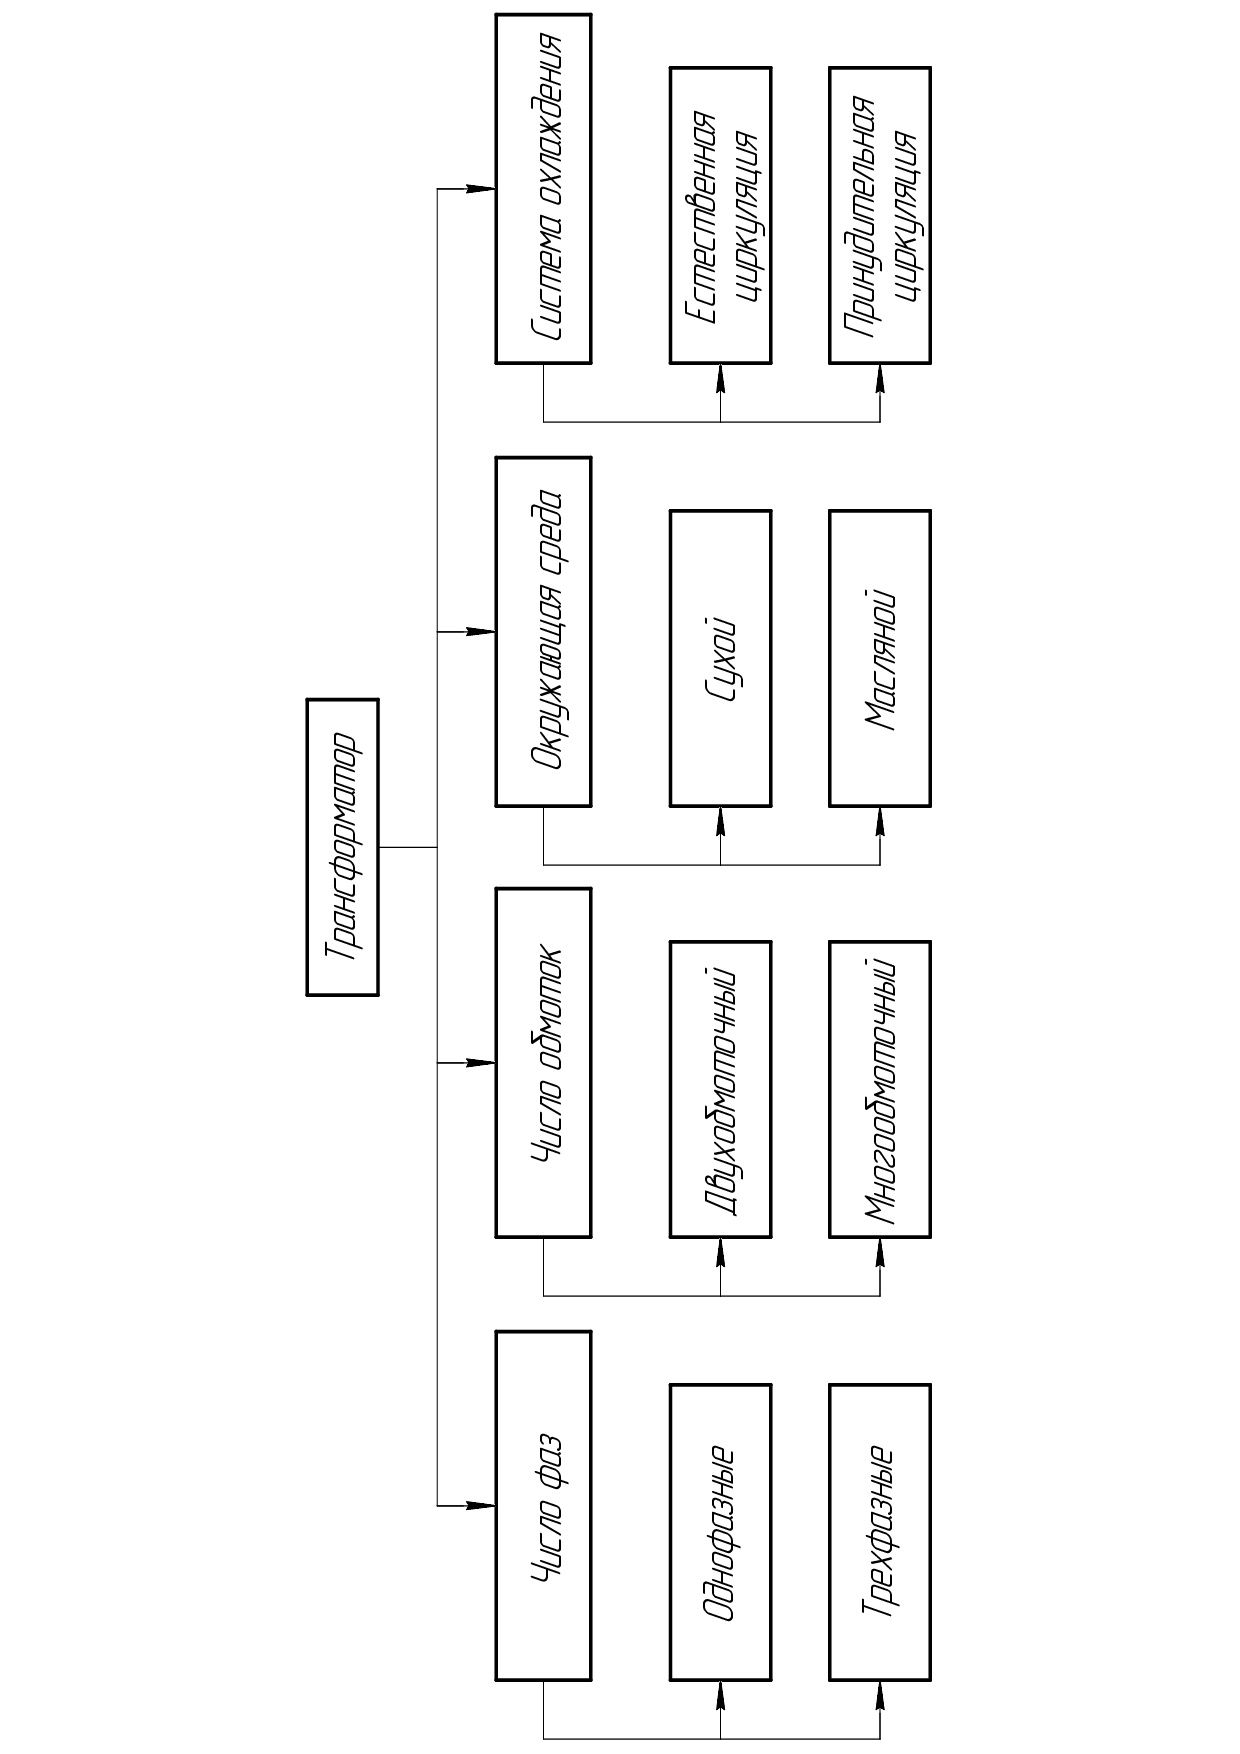 Трансформатор
Число фаз
Однофазные
Трехфазные
Число обмоток
Двухобмоточный
Многообмоточный
Окружающая среда
Сухой
Масляной
Система охлаждения
Естественная
циркуляция
Принудительная
циркуляция